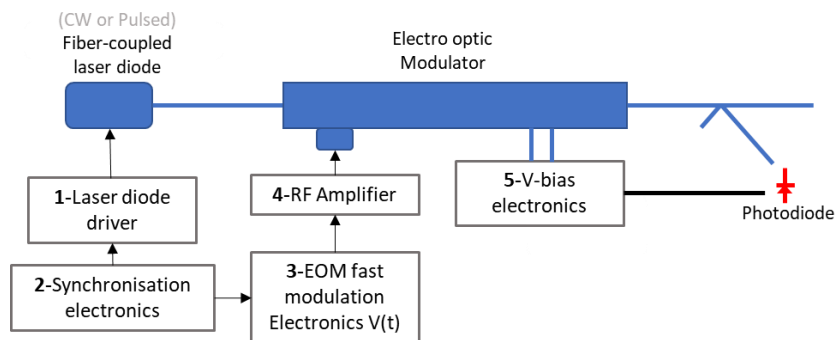 (CW or Pulsed)
Fiber-coupled
laser diode
Electro optic
Modulator
1-Laser diode
driver
4-RF Amplifier
5-V-bias
electronics
Photodiode
2-Synchronisation
electronics
3-EOM fast
modulation
Electronics V(t)